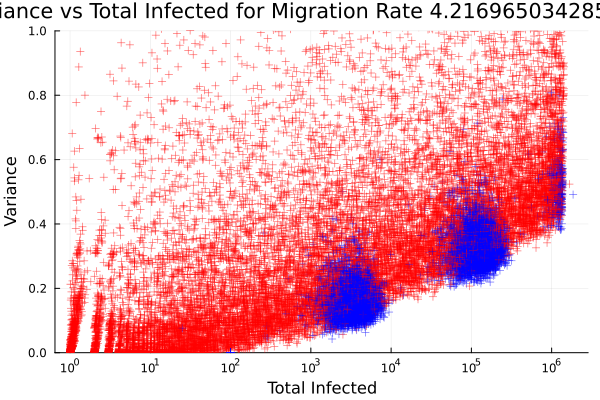 iance vs Total Infected for Migration Rate 4.216965034285
1.0
0.8
0.6
0.4
0.2
0.0
Variance
10⁰ 10¹ 10² 10³ 10⁴ 10⁵ 10⁶
Total Infected